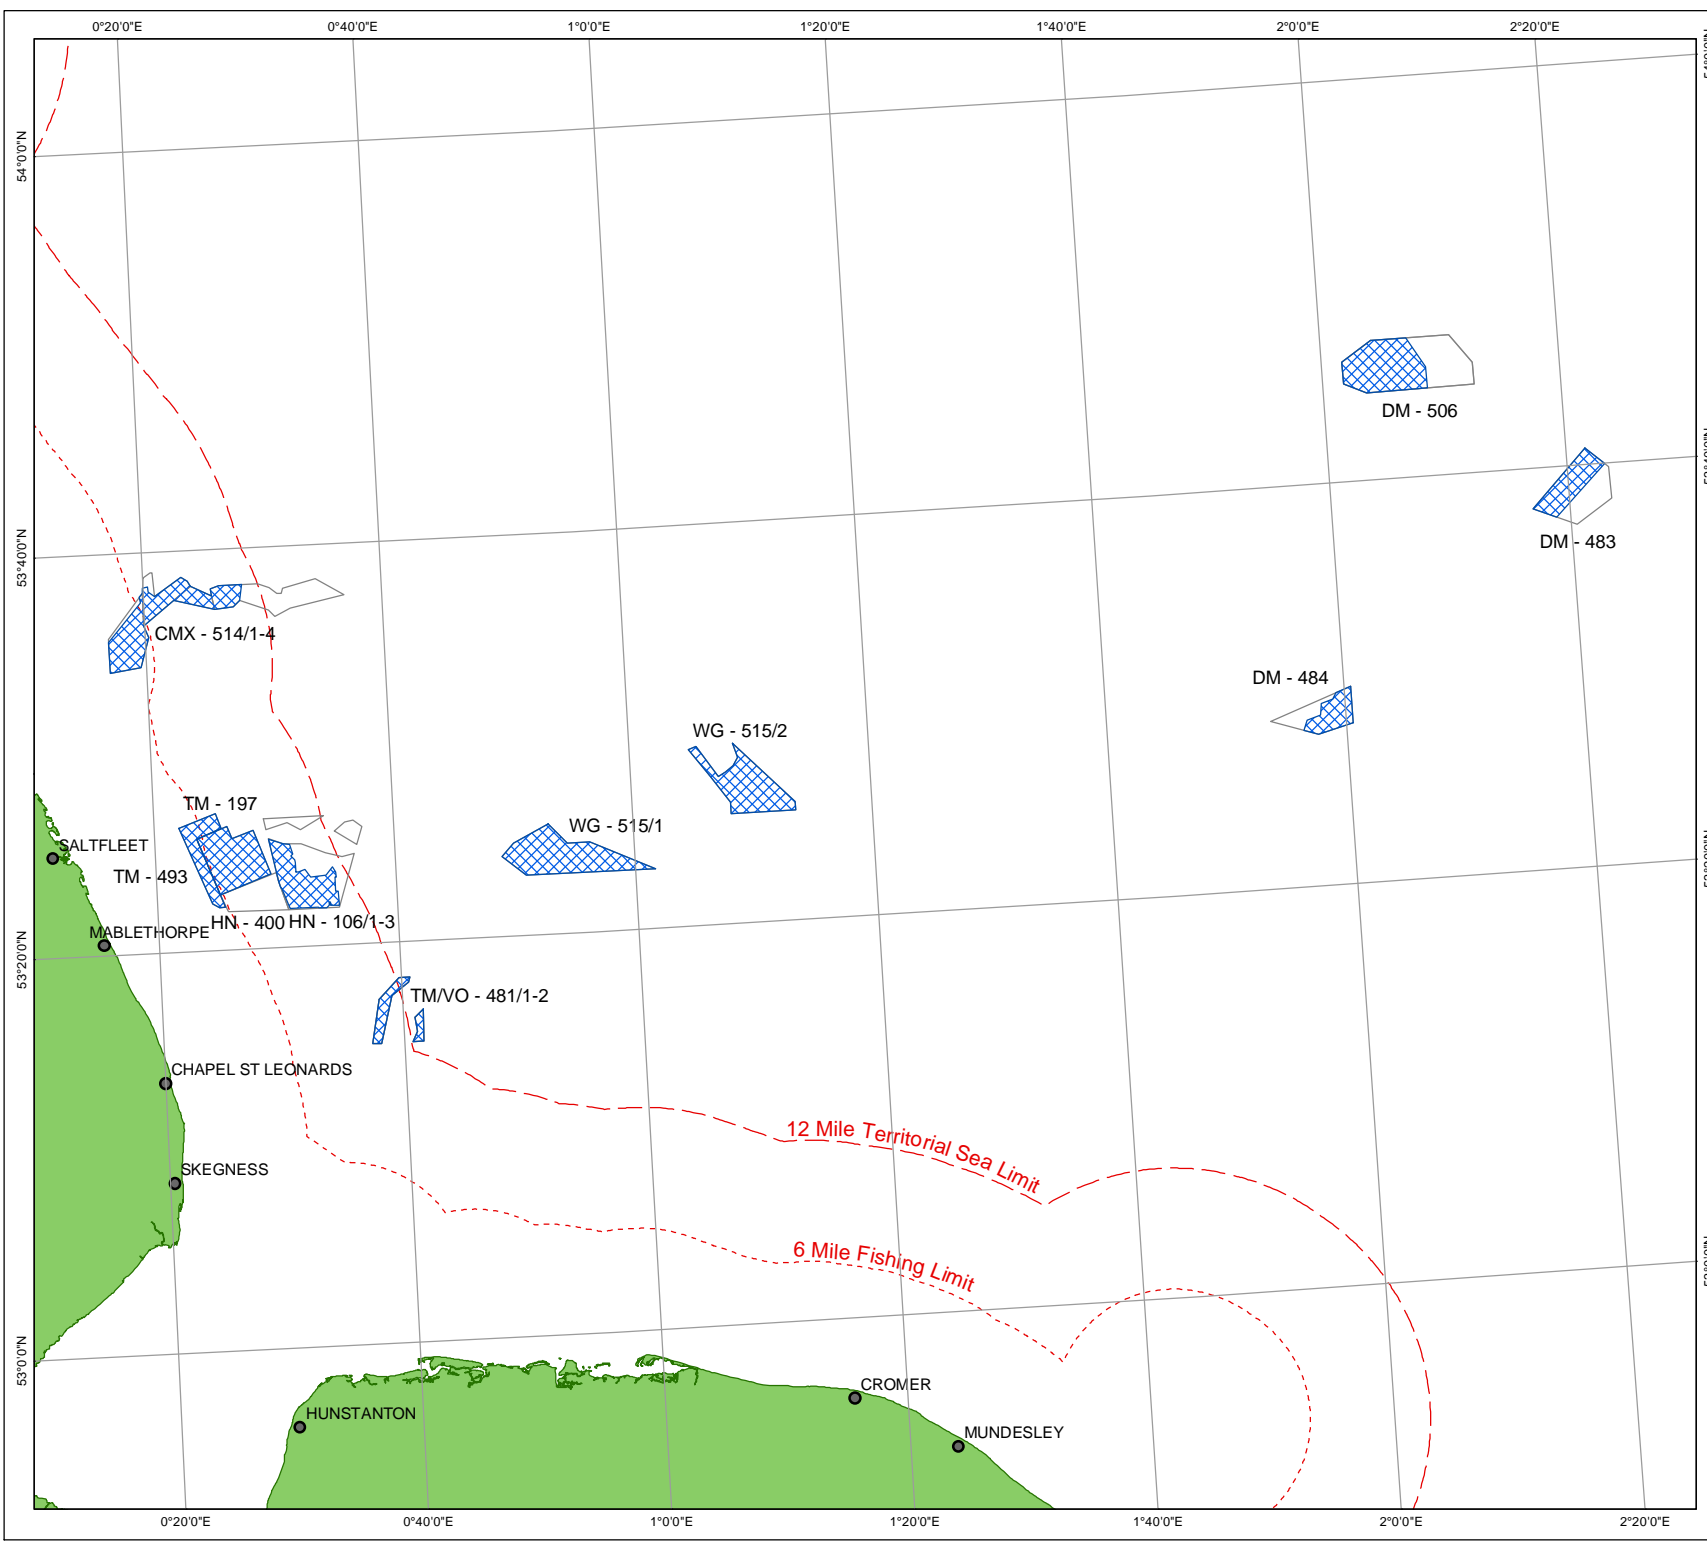 0°20'0"E 0°40'0"E 1°0'0"E 1°20'0"E 1°40'0"E 2°0'0"E 2°20'0"E
54°0'0"N
DM - 506
53°40'0"N
DM - 483
CMX - 514/1-4
DM - 484
WG - 515/2
TM - 197
WG - 515/1
SALTFLEET
TM - 493
HN - 400 HN - 106/1-3
MABLETHORPE
53°20'0"N
TM/VO - 481/1-2
CHAPEL ST LEONARDS
12 Mile Territorial Sea Limit
SKEGNESS
6 Mile Fishing Limit
53°0'0"N
CROMER
HUNSTANTON
MUNDESLEY
0°20'0"E 0°40'0"E 1°0'0"E 1°20'0"E 1°40'0"E 2°0'0"E 2°20'0"E